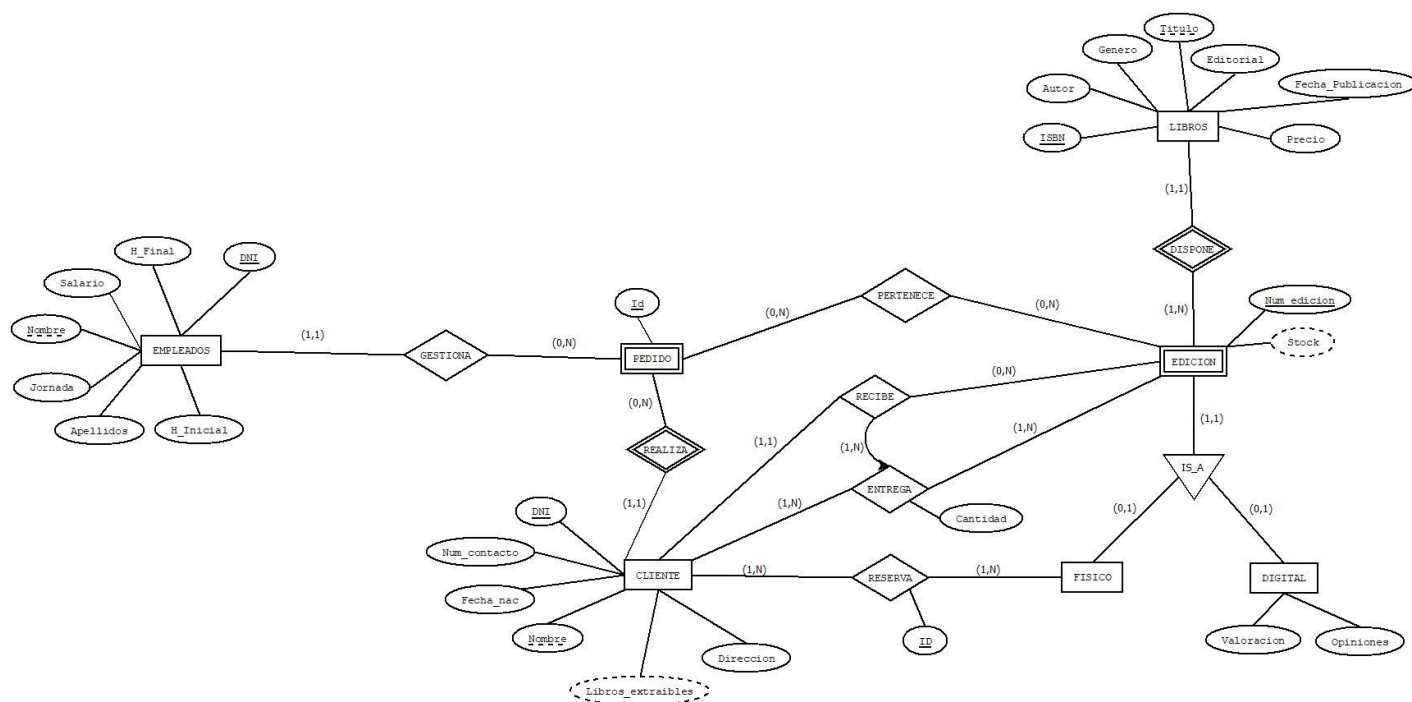 Titulo
Genero
Editorial
Autor
Fecha_Publicacion
LIBROS
ISBN
Precio
(1,1)
DISPONE
H_Final
DNI
Salario
Nombre
EMPLEADOS
Jornada
Apellidos
H_Inicial
(1,1)
GESTIONA
(0,N)
Id
PEDIDO
(0,N)
PERTENECE
(0,N)
(1,N)
Num_edicion
Stock
EDICION
(0,N)
REALIZA
(1,1)
RECIBE
(0,N)
(1,1)
(1,N)
ENTREGA
(1,N)
(1,N)
Cantidad
(1,1)
IS_A
(0,1)
(0,1)
DNI
Num_contacto
Fecha_nac
Nombre
CLIENTE
Libros_extraibles
Direccion
(1,N)
RESERVA
(1,N)
ID
FISICO
DIGITAL
Valoracion
Opiniones